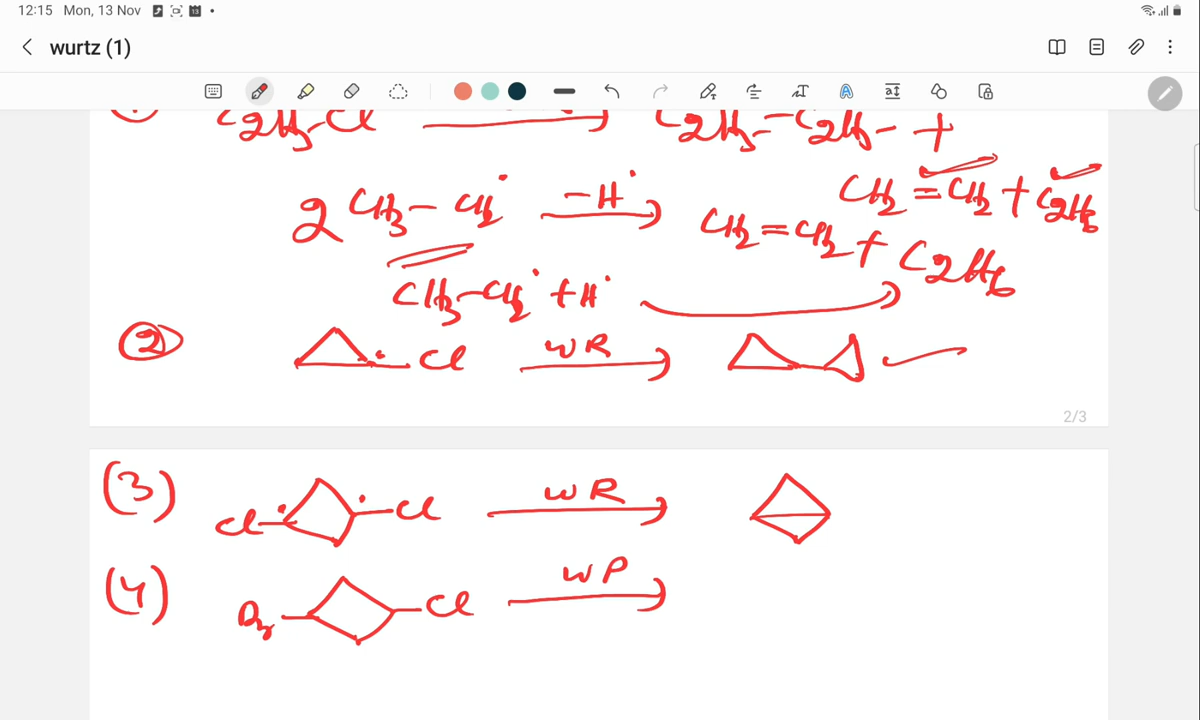 12:15 Mon, 13 Nov
wurtz (1)
C2H5-Cl → C2H5-C2H5- +
CH2=CH2 + C2H6
2 CH3-CH2• -H• → CH2=CH2 + C2H6
CH3-CH2• + H•
(2) Cl WR →
2/3
(3) Cl Cl WR →
(4) Br Cl WP →